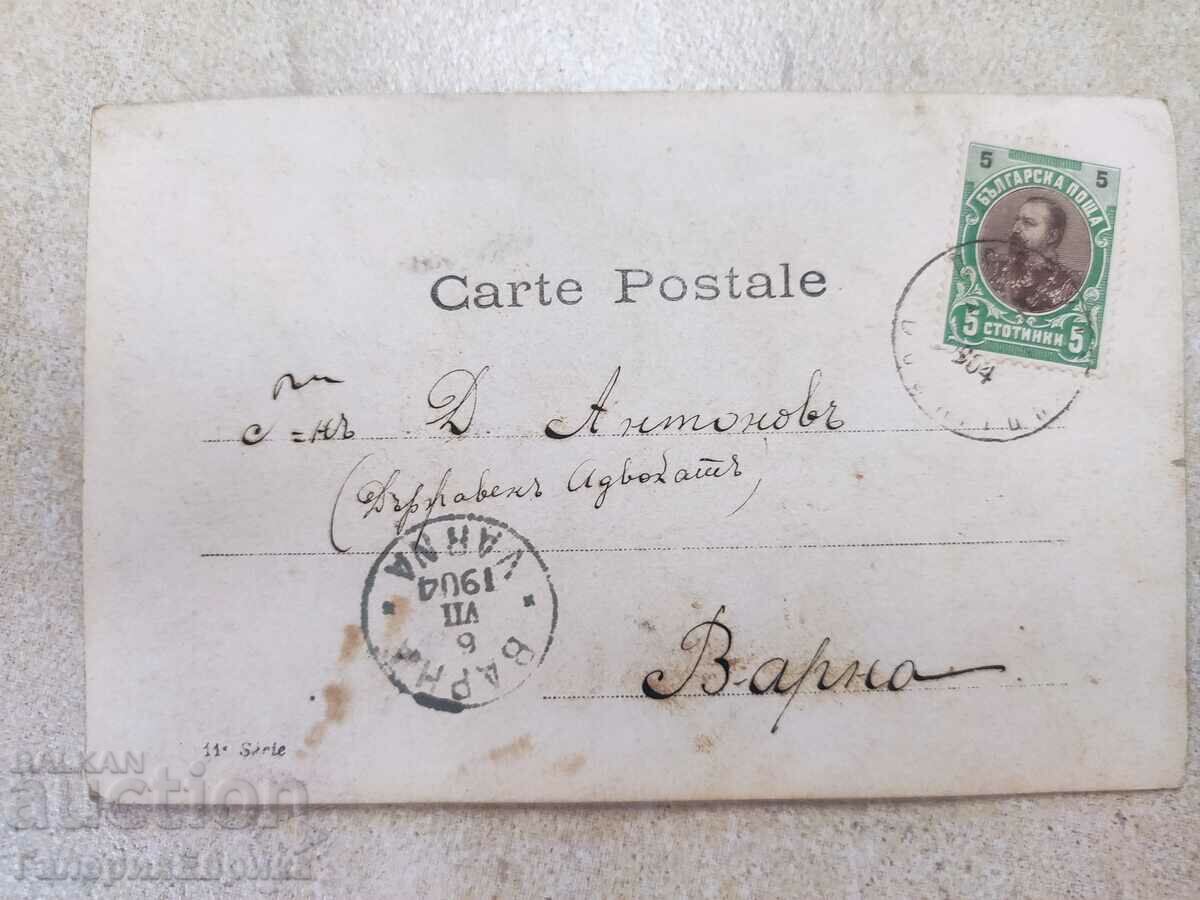 5 5
БЪЛГАРСКА ПОЩА
5 СТОТИНКИ 5
1904
Carte Postale
Г-нъ Д. Антоновъ
(Държавенъ Адвокатъ)
VARNA
1904
VII
6
ВАРНА
Варна
11e Série
BALKAN
auction